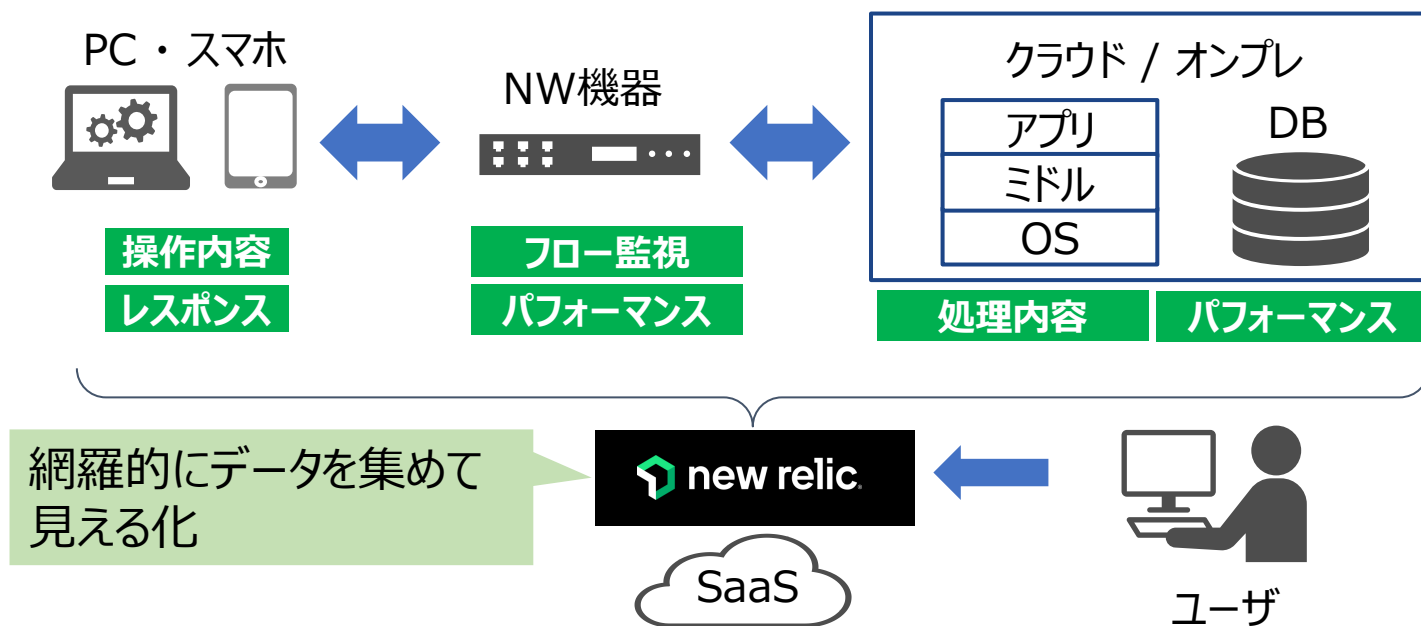 PC・スマホ
NW機器
クラウド / オンプレ
アプリ
ミドル
OS
DB
操作内容
レスポンス
フロー監視
パフォーマンス
処理内容
パフォーマンス
網羅的にデータを集めて
見える化
new relic.
SaaS
ユーザ